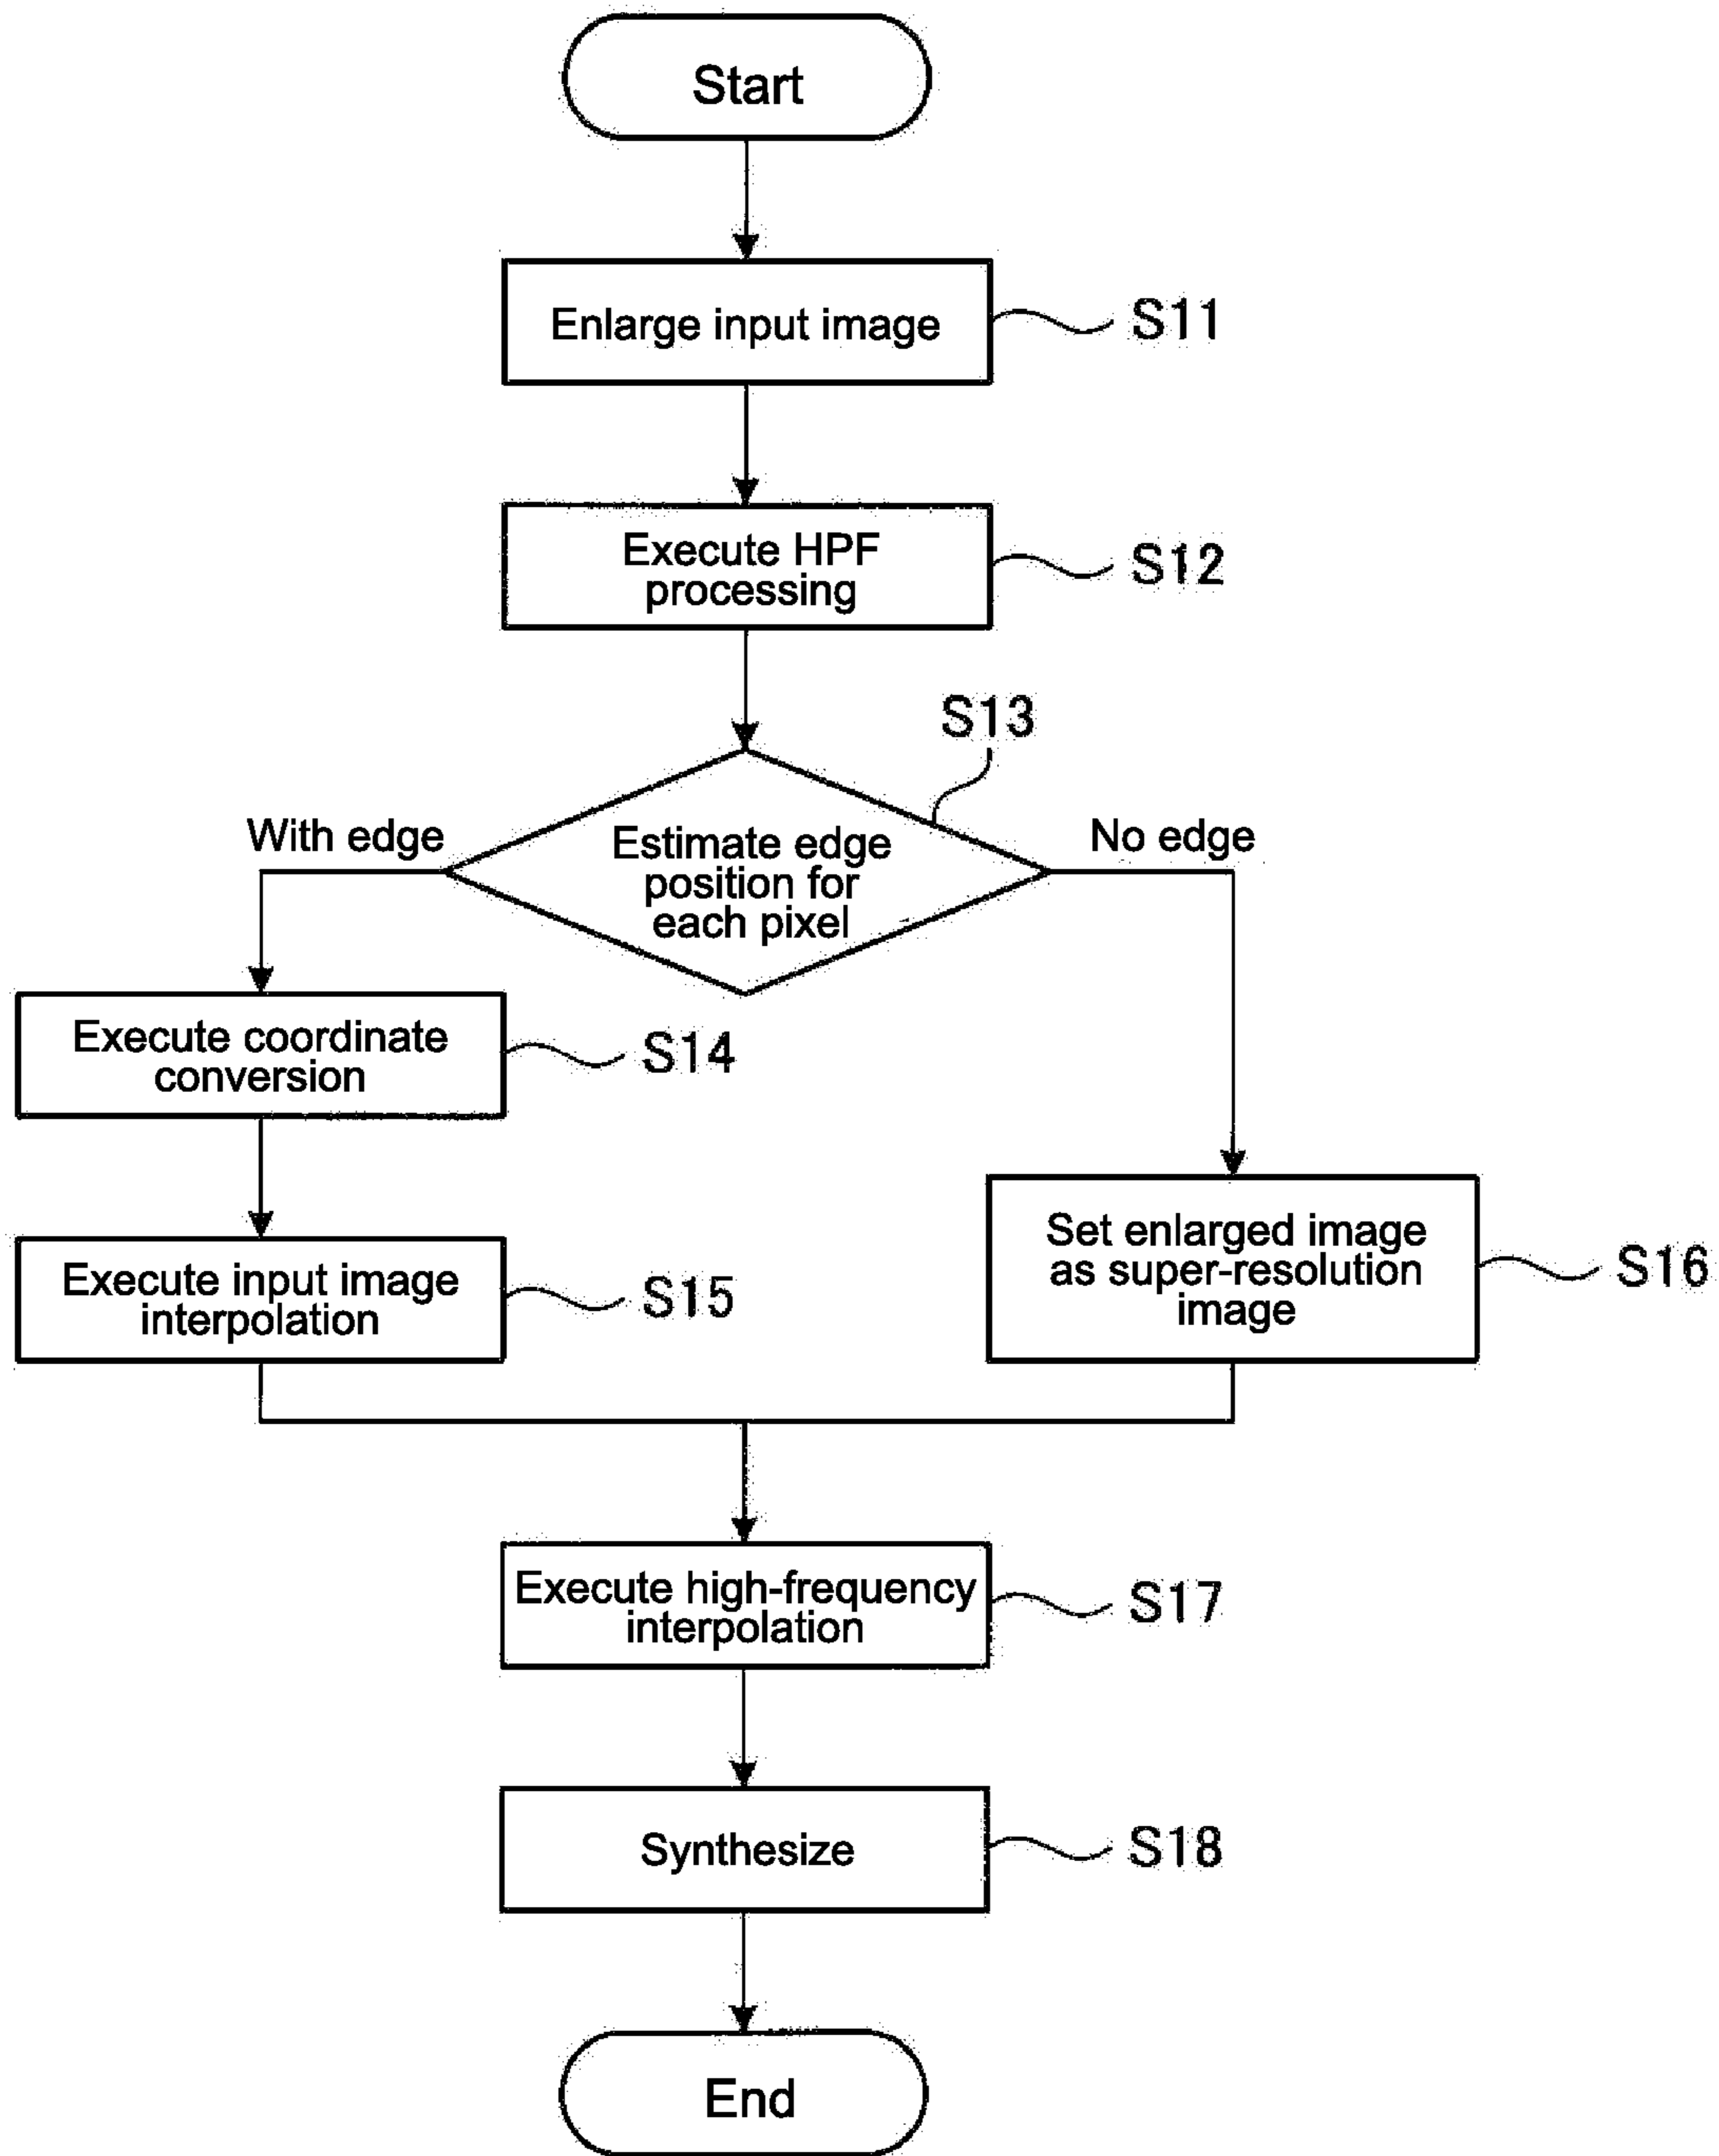 Start
Enlarge input image
S11
Execute HPF
processing
S12
S13
With edge
Estimate edge
position for
each pixel
No edge
Execute coordinate
conversion
S14
Execute input image
interpolation
S15
Set enlarged image
as super-resolution
image
S16
Execute high-frequency
interpolation
S17
Synthesize
S18
End